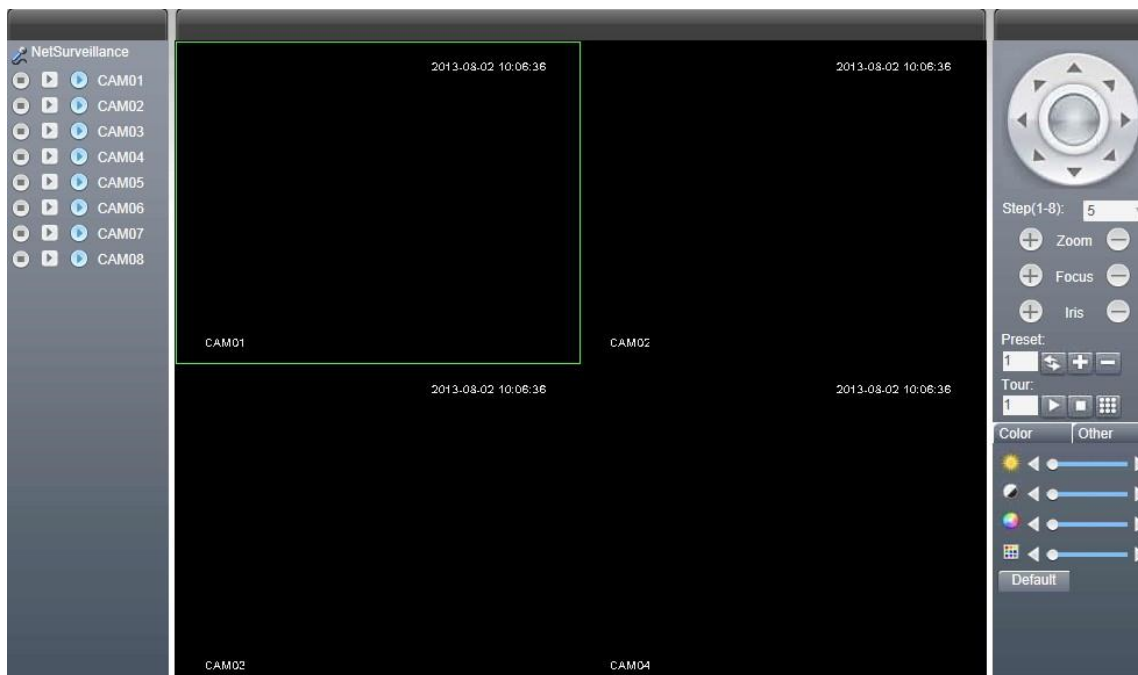 NetSurveillance
CAM01
CAM02
CAM03
CAM04
CAM05
CAM06
CAM07
CAM08
2013-08-02 10:06:36
2013-08-02 10:06:36
CAM01
CAM02
2013-08-02 10:06:36
2013-08-02 10:06:36
CAM03
CAM04
Step(1-8): 5
Zoom
Focus
Iris
Preset:
1
Tour:
1
Color Other
Default